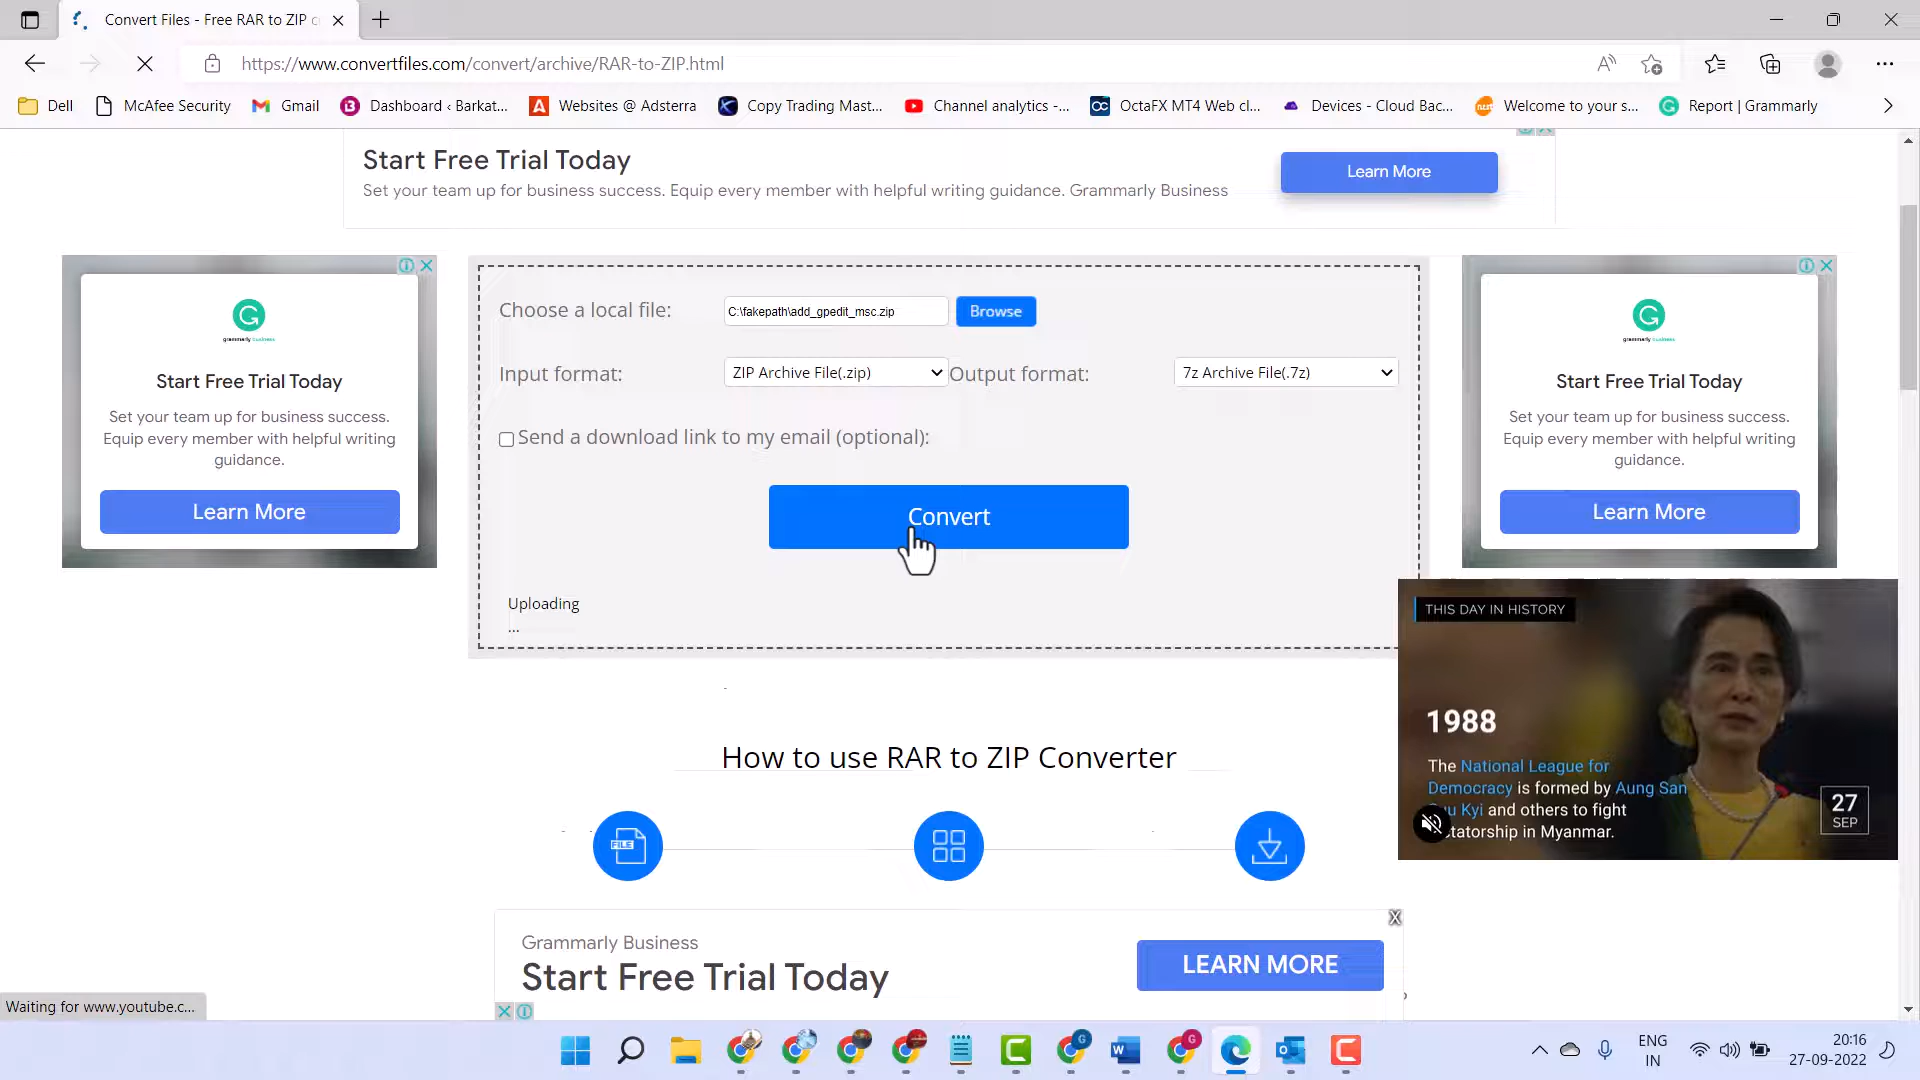 Convert Files - Free RAR to ZIP c
https://www.convertfiles.com/convert/archive/RAR-to-ZIP.html
Dell
McAfee Security
Gmail
Dashboard ‹ Barkat...
Websites @ Adsterra
Copy Trading Mast...
Channel analytics -...
OctaFX MT4 Web cl...
Devices - Cloud Bac...
Welcome to your s...
Report | Grammarly
Start Free Trial Today
Set your team up for business success. Equip every member with helpful writing guidance. Grammarly Business
Learn More
grammarly business
Start Free Trial Today
Set your team up for business success.
Equip every member with helpful writing
guidance.
Learn More
Choose a local file:
C:\fakepath\add_gpedit_msc.zip
Browse
Input format:
ZIP Archive File(.zip)
Output format:
7z Archive File(.7z)
Send a download link to my email (optional):
Convert
Uploading
...
grammarly business
Start Free Trial Today
Set your team up for business success.
Equip every member with helpful writing
guidance.
Learn More
THIS DAY IN HISTORY
1988
The National League for
Democracy is formed by Aung San
Kyi and others to fight
in Myanmar.
27
SEP
How to use RAR to ZIP Converter
FILE
Grammarly Business
Start Free Trial Today
LEARN MORE
X
Waiting for www.youtube.c...
ENG
IN
20:16
27-09-2022